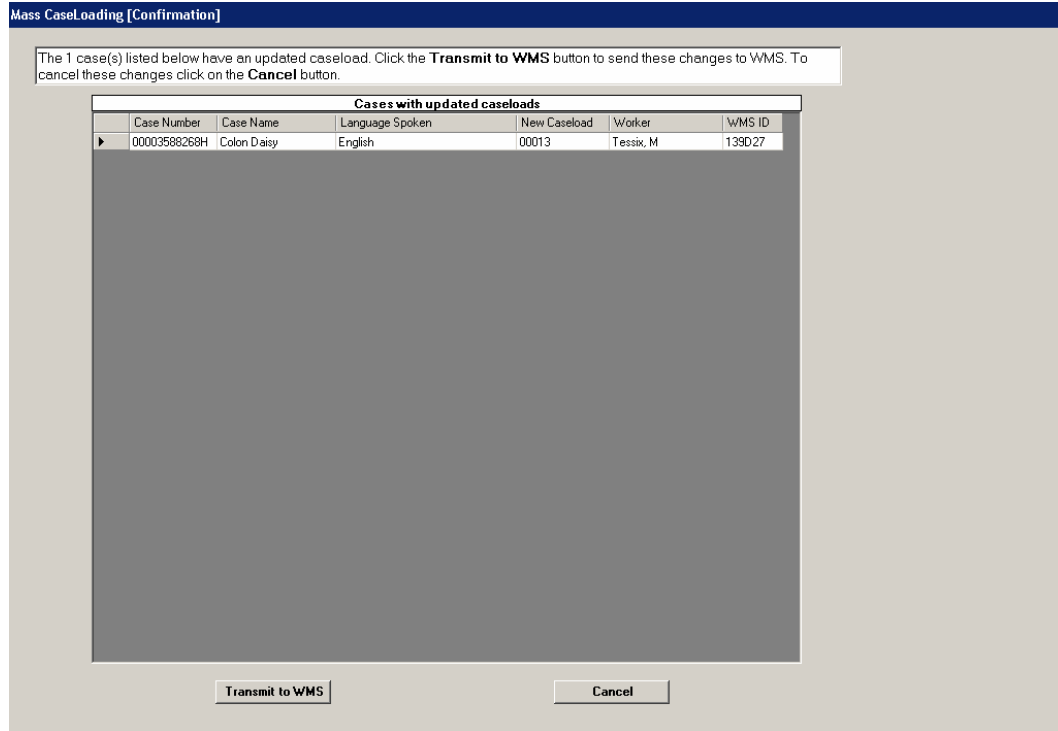 Mass CaseLoading [Confirmation]
The 1 case(s) listed below have an updated caseload. Click the Transmit to WMS button to send these changes to WMS. To
cancel these changes click on the Cancel button.
Cases with updated caseloads
Case Number Case Name Language Spoken New Caseload Worker WMS ID
00003588268H Colon Daisy English 00013 Tessix, M 139D27
Transmit to WMS Cancel